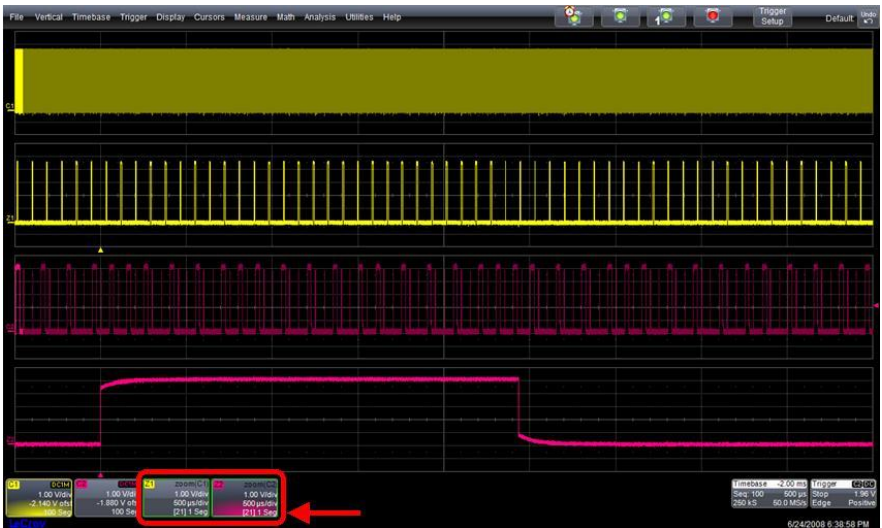 File Vertical Timebase Trigger Display Cursors Measure Math Analysis Utilities Help
1
Trigger Setup
Default
Undo
C1
Z1
C1 DC1M
1.00 V/div
-2.140 V ofst
100 Seg
1.00 V/div
-1.880 V ofst
100 Seg
Z1 zoom(C1)
1.00 V/div
500 µs/div
[21] 1 Seg
Z2 zoom(C2)
1.00 V/div
500 µs/div
[21] 1 Seg
Timebase -2.00 ms
Seq: 100 500 µs
250 kS 50.0 MS/s
Trigger C2 DC
Stop 1.96 V
Edge Positive
LeCroy
6/24/2008 6:38:58 PM